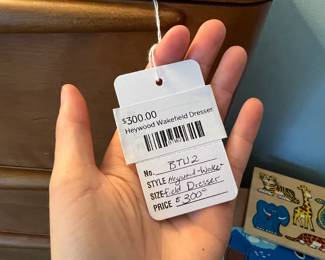 $300.00
Heywood Wakefield Dresser
No. BTU2
STYLE Heywood-Wake-
SIZE field Dresser
PRICE $300